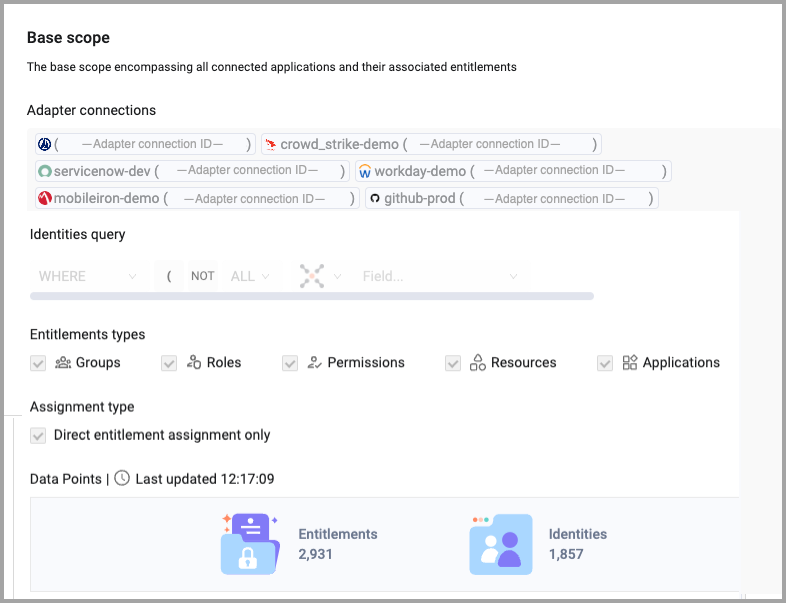 Base scope
The base scope encompassing all connected applications and their associated entitlements
Adapter connections
( —Adapter connection ID— ) crowd_strike-demo ( —Adapter connection ID— )
servicenow-dev ( —Adapter connection ID— ) workday-demo ( —Adapter connection ID— )
mobileiron-demo ( —Adapter connection ID— ) github-prod ( —Adapter connection ID— )
Identities query
WHERE ( NOT ALL Field...
Entitlements types
Groups Roles Permissions Resources Applications
Assignment type
Direct entitlement assignment only
Data Points | Last updated 12:17:09
Entitlements Identities
2,931 1,857